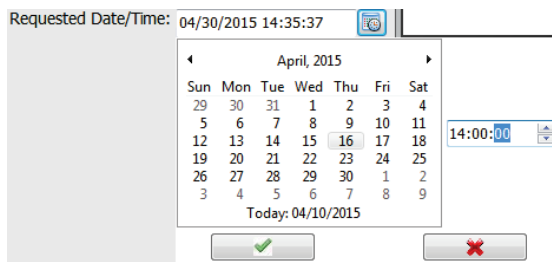 Requested Date/Time: 04/30/2015 14:35:37
April, 2015
Sun Mon Tue Wed Thu Fri Sat
29 30 31 1 2 3 4
5 6 7 8 9 10 11
14:00:00
12 13 14 15 16 17 18
19 20 21 22 23 24 25
26 27 28 29 30 1 2
3 4 5 6 7 8 9
Today: 04/10/2015